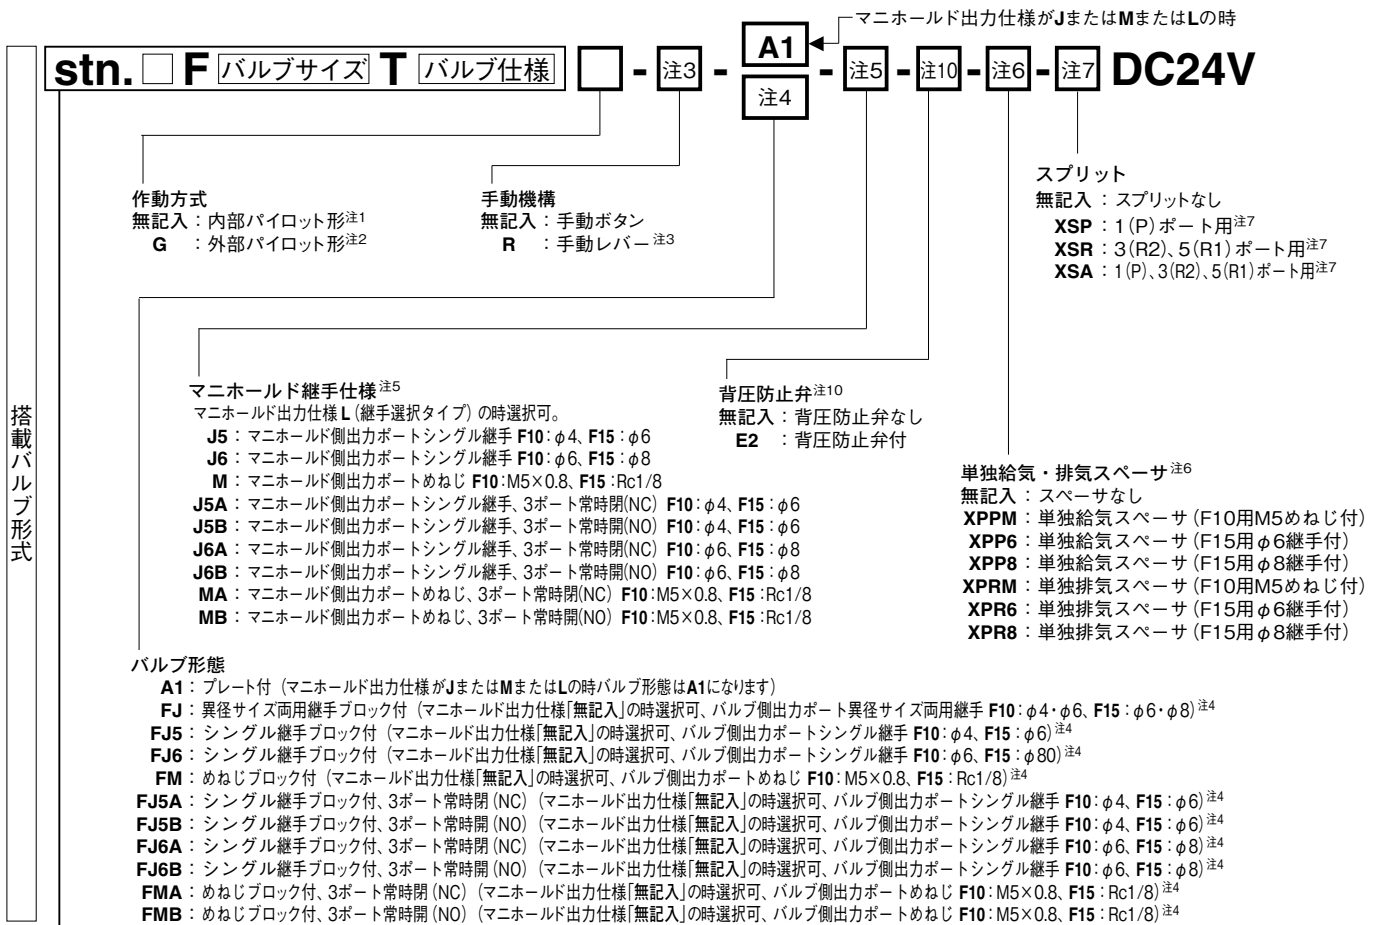 マニホールド出力仕様がJまたはMまたはLの時
搭載バルブ形式
stn. □ F バルブサイズ T バルブ仕様 □ - 注3 - A1 注4 - 注5 - 注10 - 注6 - 注7 DC24V
作動方式
無記入：内部パイロット形注1
G ：外部パイロット形注2
手動機構
無記入：手動ボタン
R ：手動レバー注3
スプリット
無記入：スプリットなし
XSP：1(P)ポート用注7
XSR：3(R2)、5(R1)ポート用注7
XSA：1(P)、3(R2)、5(R1)ポート用注7
マニホールド継手仕様注5
マニホールド出力仕様L（継手選択タイプ）の時選択可。
J5：マニホールド側出力ポートシングル継手 F10：φ4、F15：φ6
J6：マニホールド側出力ポートシングル継手 F10：φ6、F15：φ8
M：マニホールド側出力ポートめねじ F10：M5×0.8、F15：Rc1/8
J5A：マニホールド側出力ポートシングル継手、3ポート常時閉(NC) F10：φ4、F15：φ6
J5B：マニホールド側出力ポートシングル継手、3ポート常時開(NO) F10：φ4、F15：φ6
J6A：マニホールド側出力ポートシングル継手、3ポート常時閉(NC) F10：φ6、F15：φ8
J6B：マニホールド側出力ポートシングル継手、3ポート常時開(NO) F10：φ6、F15：φ8
MA：マニホールド側出力ポートめねじ、3ポート常時閉(NC) F10：M5×0.8、F15：Rc1/8
MB：マニホールド側出力ポートめねじ、3ポート常時開(NO) F10：M5×0.8、F15：Rc1/8
背圧防止弁注10
無記入：背圧防止弁なし
E2 ：背圧防止弁付
単独給気・排気スペーサ注6
無記入：スペーサなし
XPPM：単独給気スペーサ（F10用M5めねじ付）
XPP6：単独給気スペーサ（F15用φ6継手付）
XPP8：単独給気スペーサ（F15用φ8継手付）
XPRM：単独排気スペーサ（F10用M5めねじ付）
XPR6：単独排気スペーサ（F15用φ6継手付）
XPR8：単独排気スペーサ（F15用φ8継手付）
バルブ形態
A1：プレート付（マニホールド出力仕様がJまたはMまたはLの時バルブ形態はA1になります）
FJ：異径サイズ両用継手ブロック付（マニホールド出力仕様「無記入」の時選択可、バルブ側出力ポート異径サイズ両用継手 F10：φ4・φ6、F15：φ6・φ8）注4
FJ5：シングル継手ブロック付（マニホールド出力仕様「無記入」の時選択可、バルブ側出力ポートシングル継手 F10：φ4、F15：φ6）注4
FJ6：シングル継手ブロック付（マニホールド出力仕様「無記入」の時選択可、バルブ側出力ポートシングル継手 F10：φ6、F15：φ80）注4
FM：めねじブロック付（マニホールド出力仕様「無記入」の時選択可、バルブ側出力ポートめねじ F10：M5×0.8、F15：Rc1/8）注4
FJ5A：シングル継手ブロック付、3ポート常時閉（NC）（マニホールド出力仕様「無記入」の時選択可、バルブ側出力ポートシングル継手 F10：φ4、F15：φ6）注4
FJ5B：シングル継手ブロック付、3ポート常時開（NO）（マニホールド出力仕様「無記入」の時選択可、バルブ側出力ポートシングル継手 F10：φ4、F15：φ6）注4
FJ6A：シングル継手ブロック付、3ポート常時閉（NC）（マニホールド出力仕様「無記入」の時選択可、バルブ側出力ポートシングル継手 F10：φ6、F15：φ8）注4
FJ6B：シングル継手ブロック付、3ポート常時開（NO）（マニホールド出力仕様「無記入」の時選択可、バルブ側出力ポートシングル継手 F10：φ6、F15：φ8）注4
FMA：めねじブロック付、3ポート常時閉（NC）（マニホールド出力仕様「無記入」の時選択可、バルブ側出力ポートめねじ F10：M5×0.8、F15：Rc1/8）注4
FMB：めねじブロック付、3ポート常時開（NO）（マニホールド出力仕様「無記入」の時選択可、バルブ側出力ポートめねじ F10：M5×0.8、F15：Rc1/8）注4